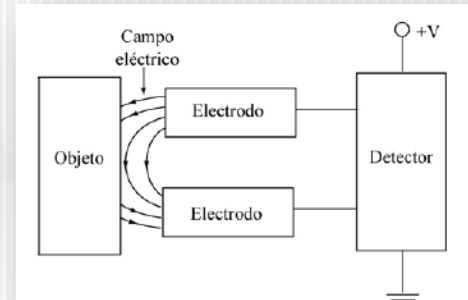 +V
Campo
eléctrico
Electrodo
Objeto
Detector
Electrodo